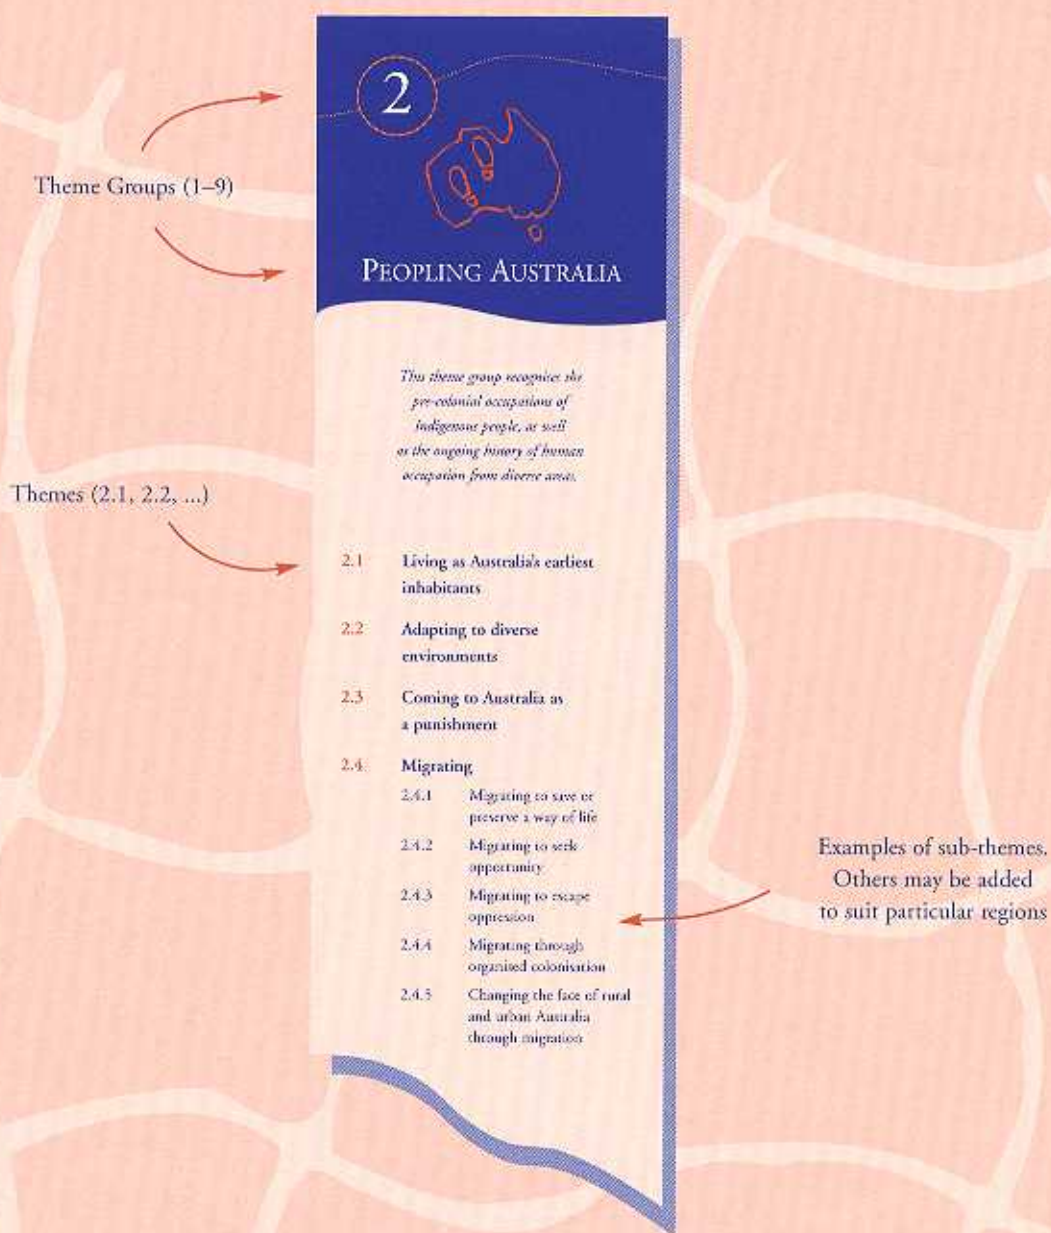 2
Theme Groups (1–9)
PEOPLING AUSTRALIA
This theme group recognises the
pre-colonial occupations of
Indigenous people, as well
as the ongoing history of human
occupation from diverse areas.
Themes (2.1, 2.2, ...)
2.1 Living as Australia's earliest
inhabitants
2.2 Adapting to diverse
environments
2.3 Coming to Australia as
a punishment
2.4 Migrating
2.4.1 Migrating to save or
preserve a way of life
2.4.2 Migrating to seek
opportunity
2.4.3 Migrating to escape
oppression
2.4.4 Migrating through
organised colonisation
2.4.5 Changing the face of rural
and urban Australia
through migration
Examples of sub-themes.
Others may be added
to suit particular regions